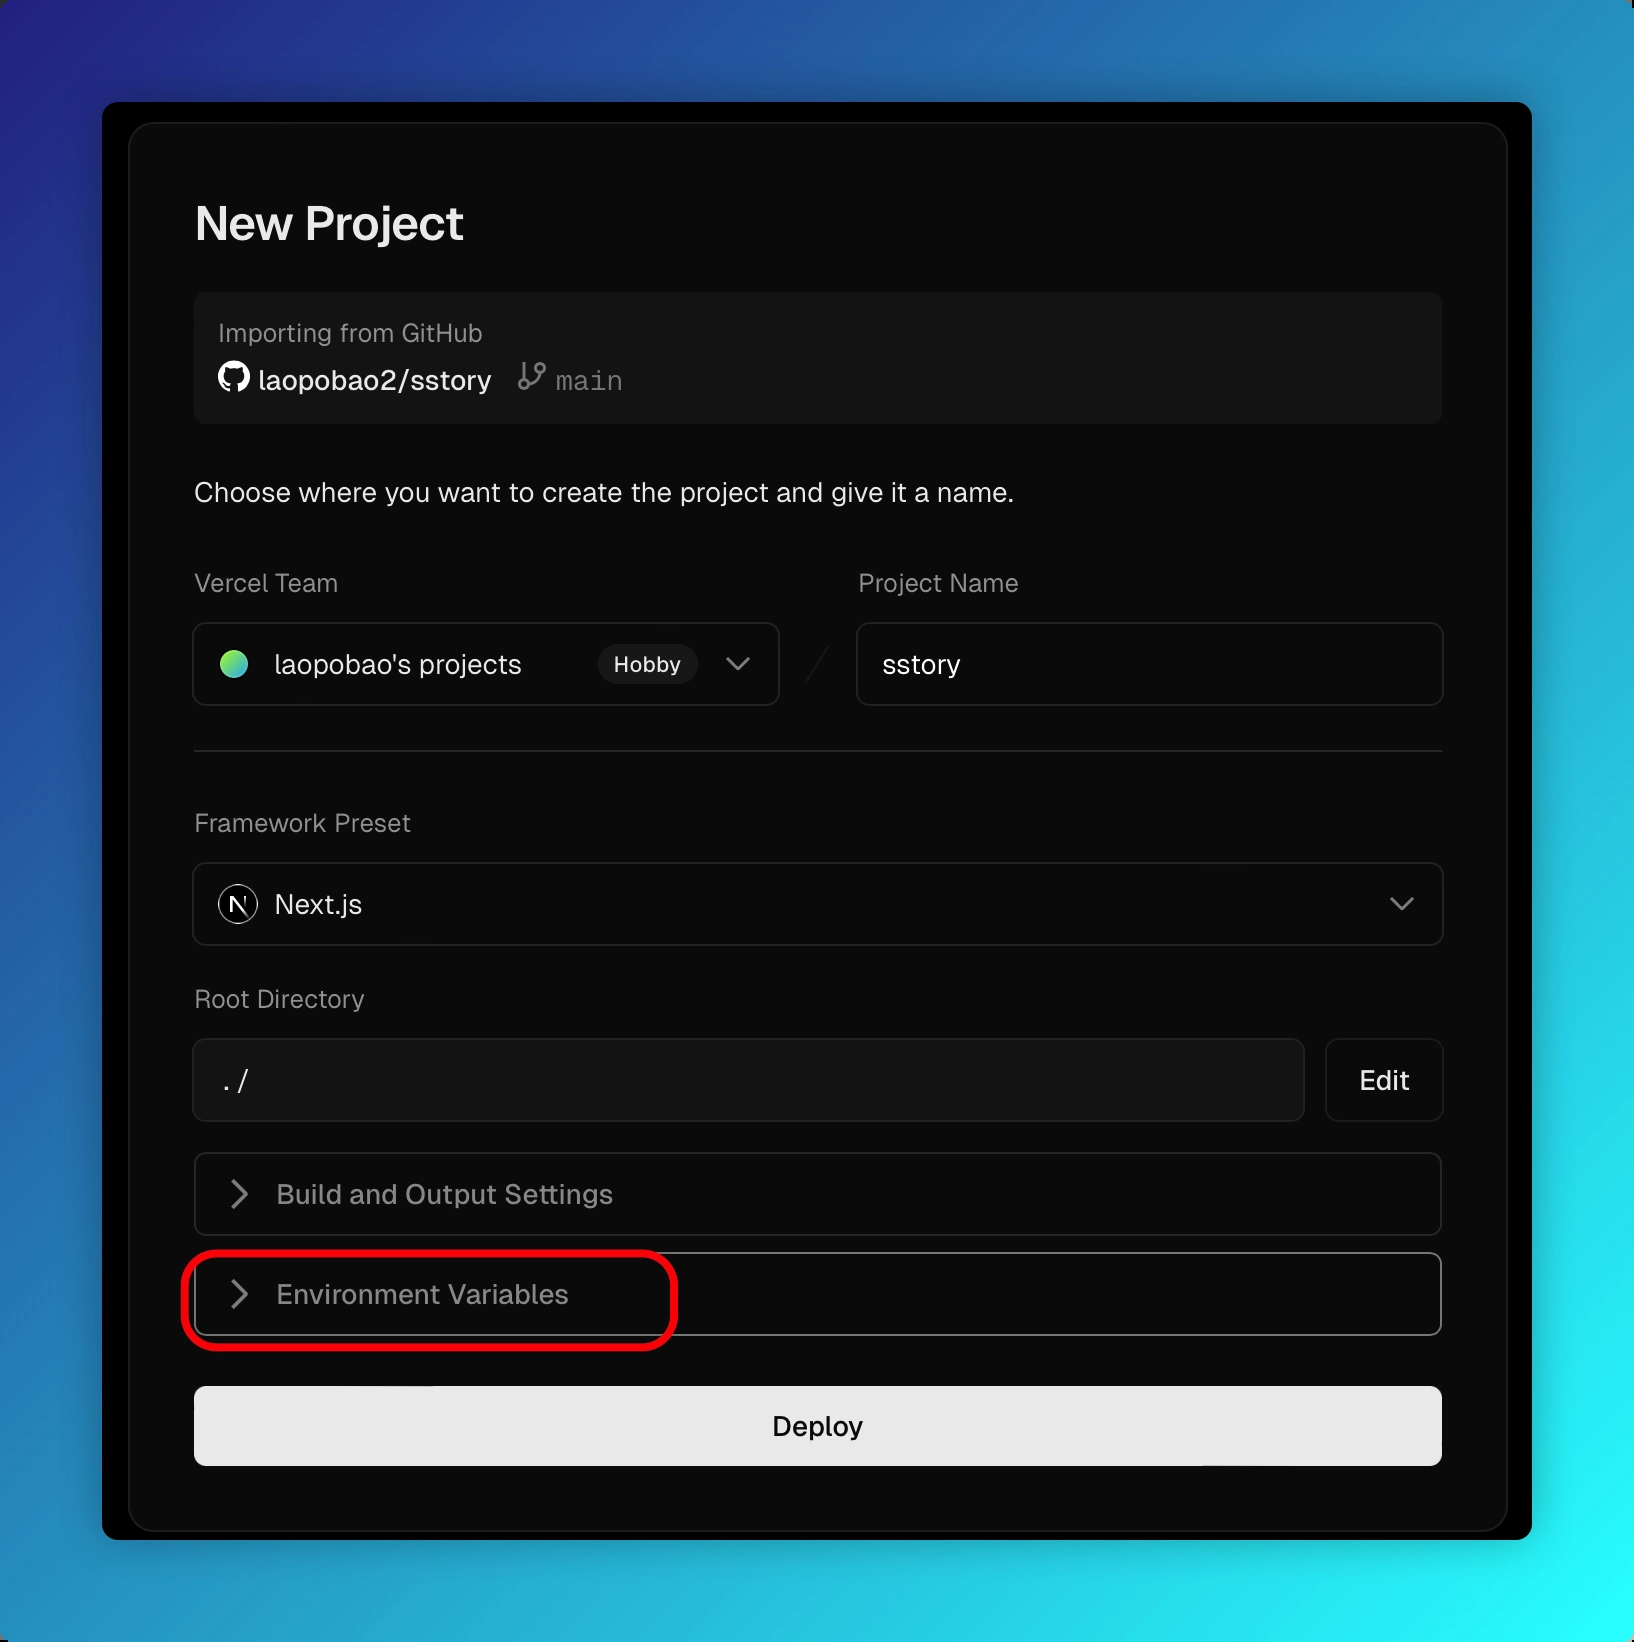 New Project
Importing from GitHub
laopobao2/sstory main
Choose where you want to create the project and give it a name.
Vercel Team Project Name
laopobao's projects Hobby sstory
Framework Preset
Next.js
Root Directory
./ Edit
Build and Output Settings
Environment Variables
Deploy